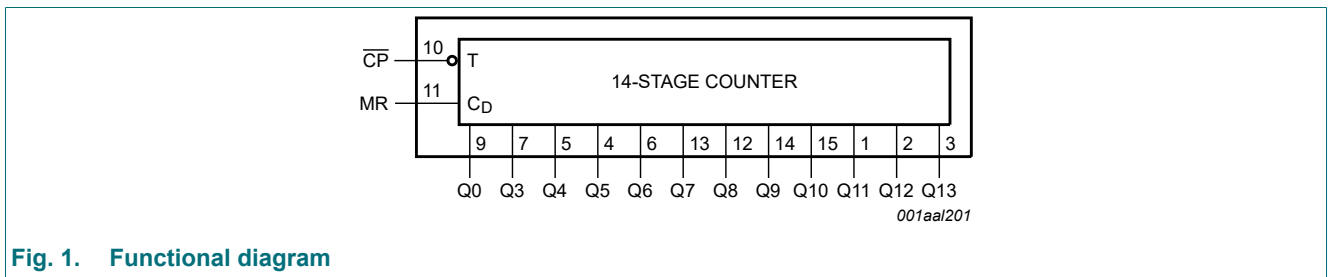 CP 10 T
14-STAGE COUNTER
MR 11 CD
9 7 5 4 6 13 12 14 15 1 2 3
Q0 Q3 Q4 Q5 Q6 Q7 Q8 Q9 Q10 Q11 Q12 Q13
001aal201
Fig. 1. Functional diagram